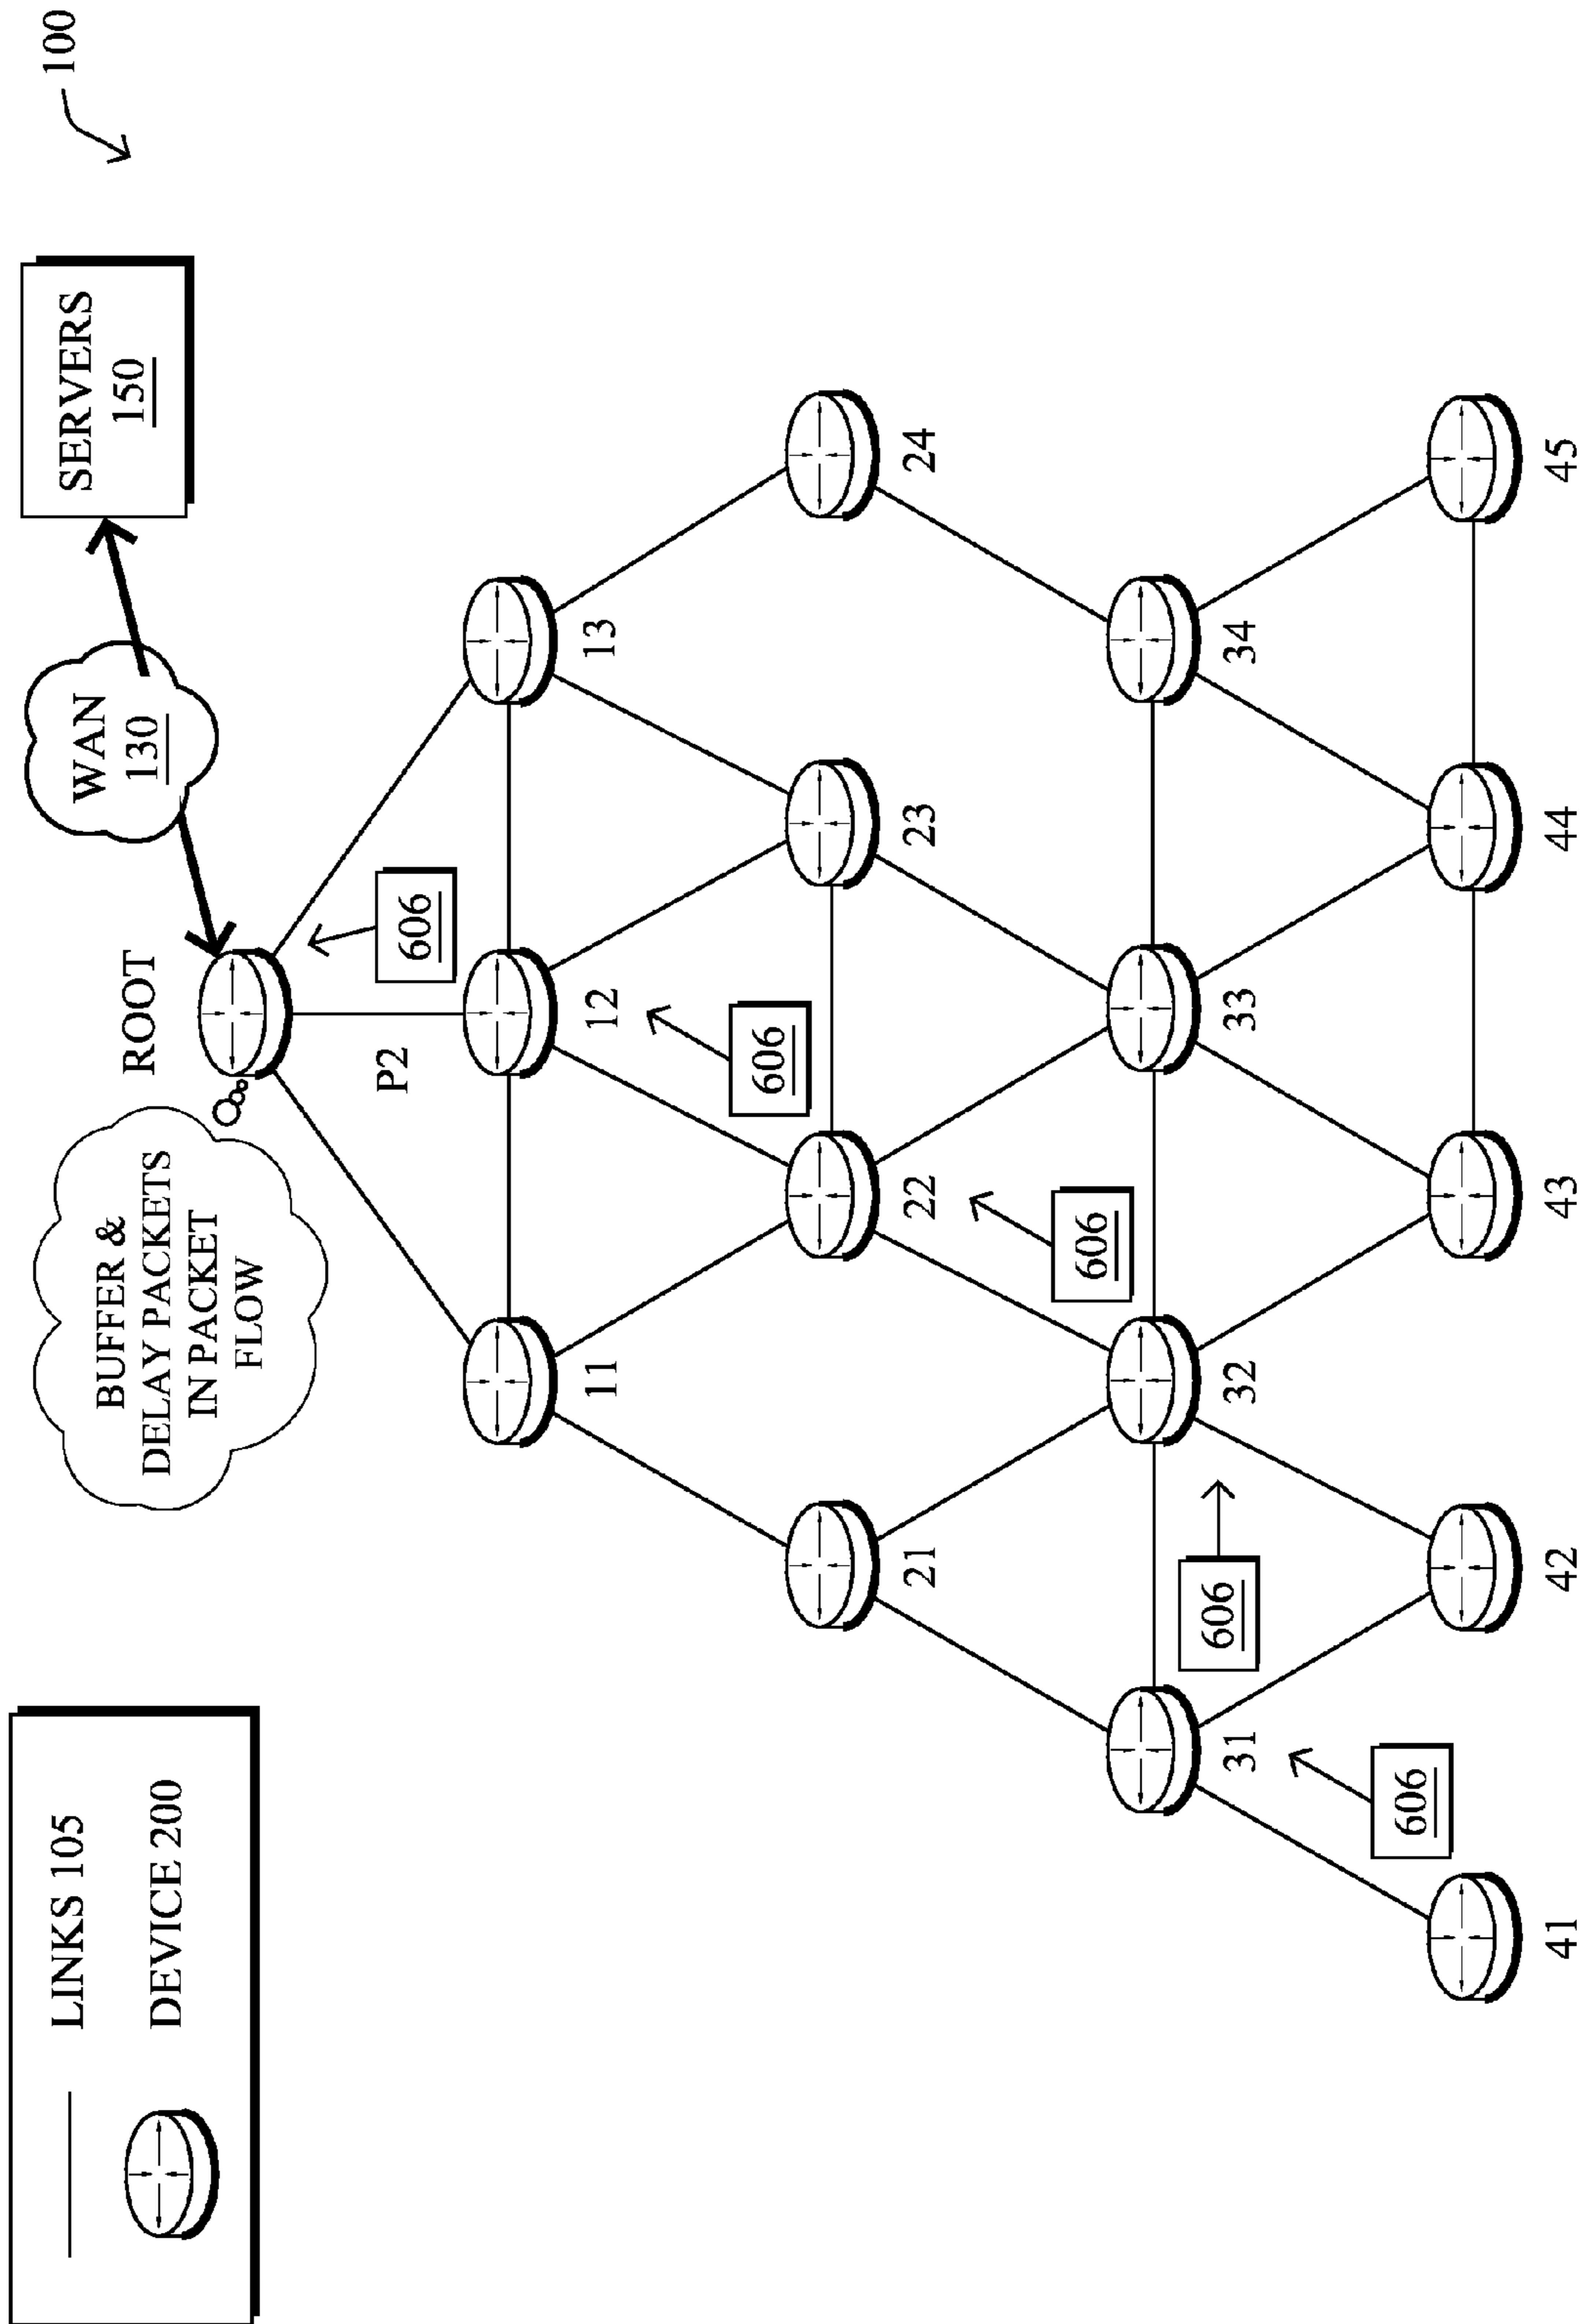 100
LINKS 105
DEVICE 200
BUFFER &
DELAY PACKETS
IN PACKET
FLOW
ROOT
WAN
130
SERVERS
150
P2
606
11
12
13
606
21
22
23
24
606
606
31
32
33
34
606
41
42
43
44
45